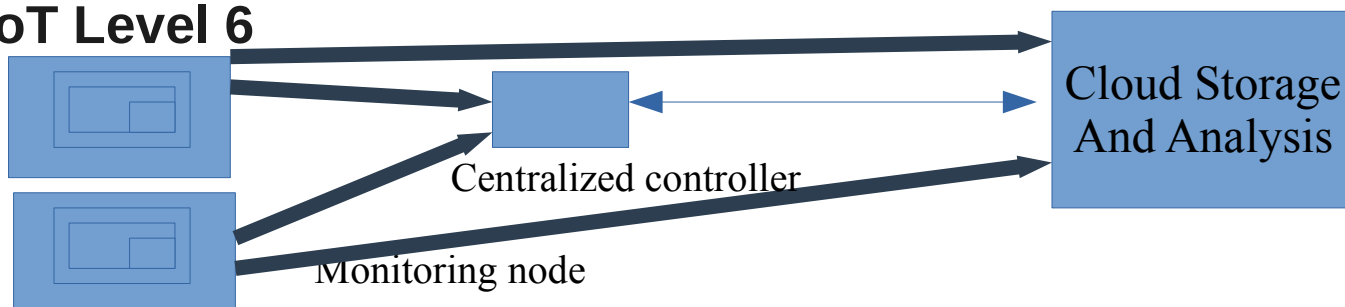 oT Level 6
Cloud Storage
And Analysis
Centralized controller
Monitoring node